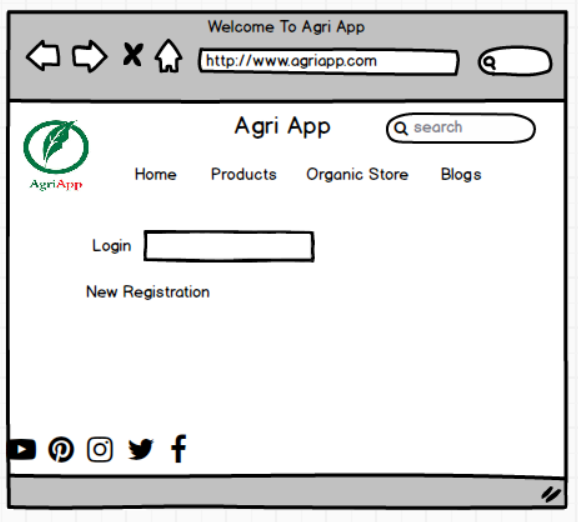 Welcome To Agri App
http://www.agriapp.com
Agri App
search
AgriApp
Home Products Organic Store Blogs
Login
New Registration